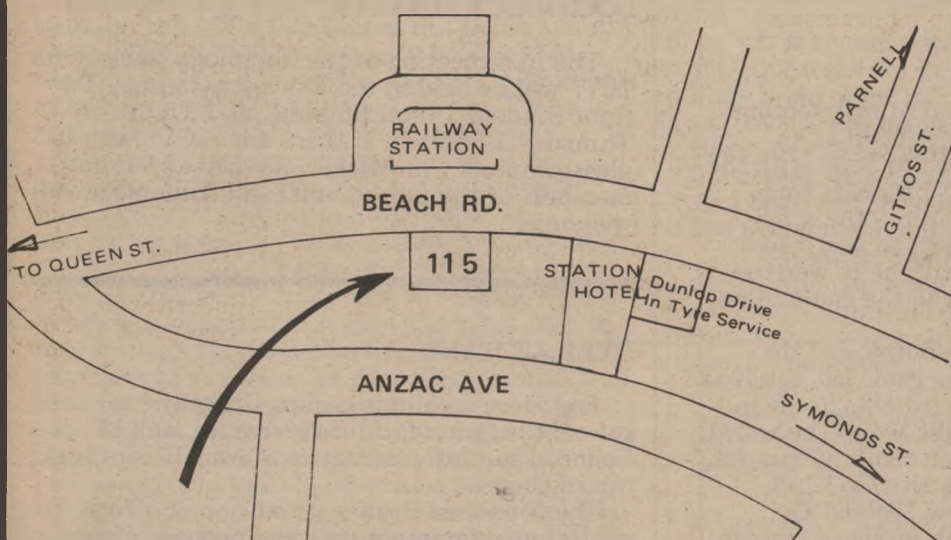 PARNELL
GITTOS ST.
RAILWAY
STATION
BEACH RD.
TO QUEEN ST.
115
STATION
HOTEL
Dunlop Drive
In Tyre Service
ANZAC AVE
SYMONDS ST.